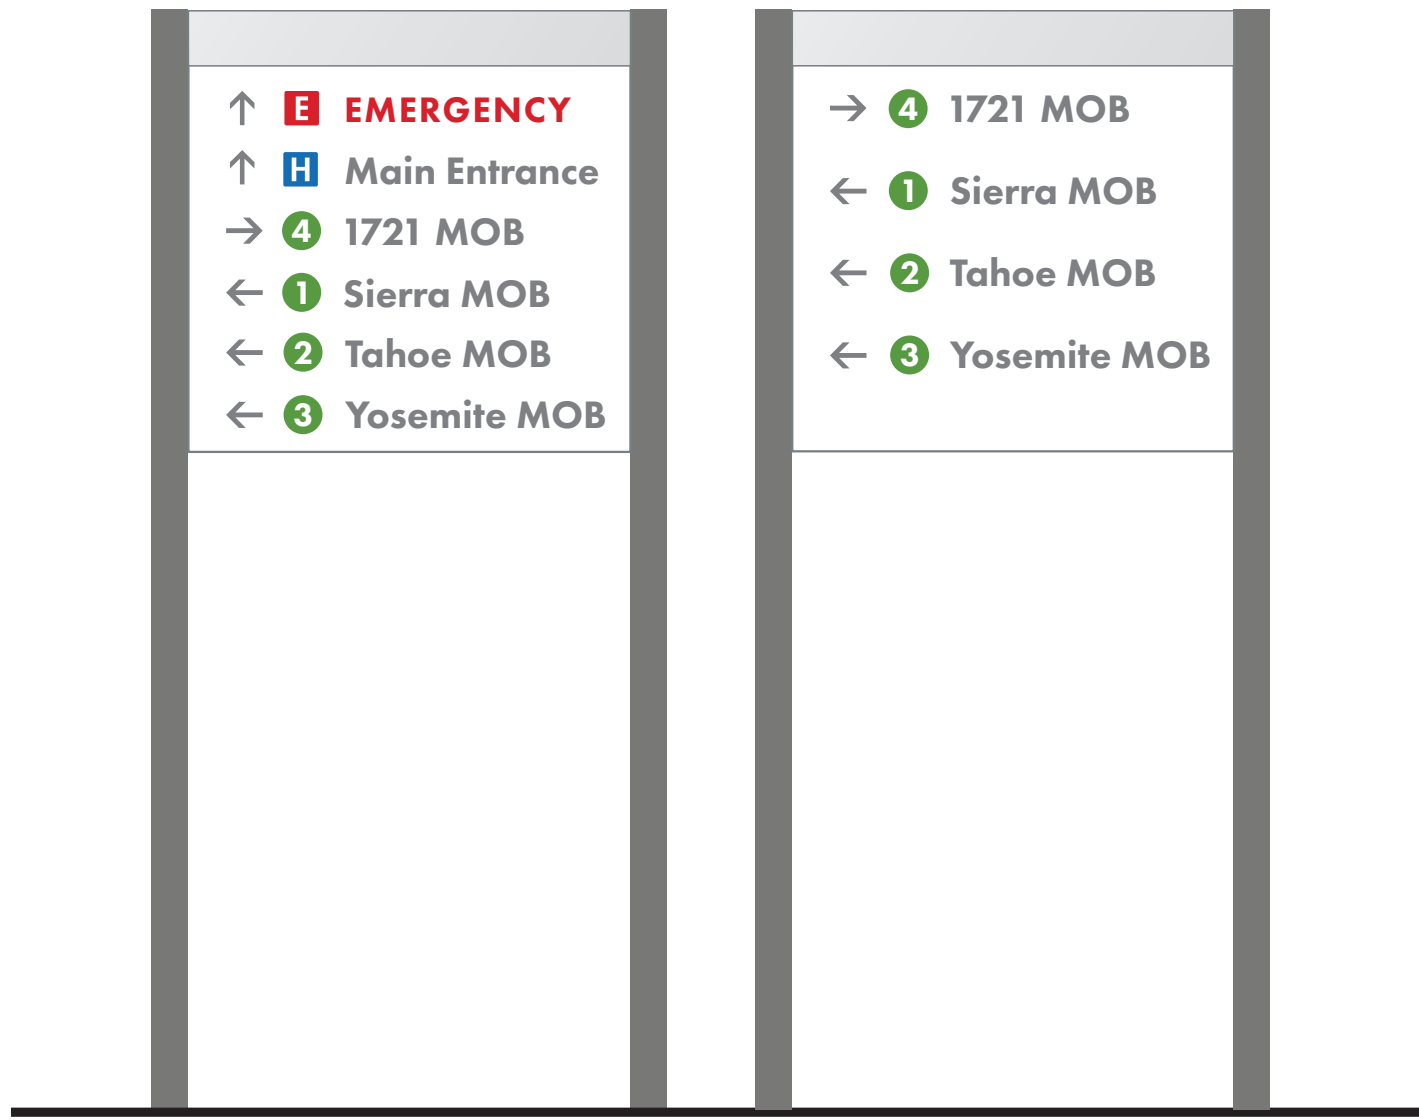 ↑ E EMERGENCY
↑ H Main Entrance
→ 4 1721 MOB
← 1 Sierra MOB
← 2 Tahoe MOB
← 3 Yosemite MOB
→ 4 1721 MOB
← 1 Sierra MOB
← 2 Tahoe MOB
← 3 Yosemite MOB